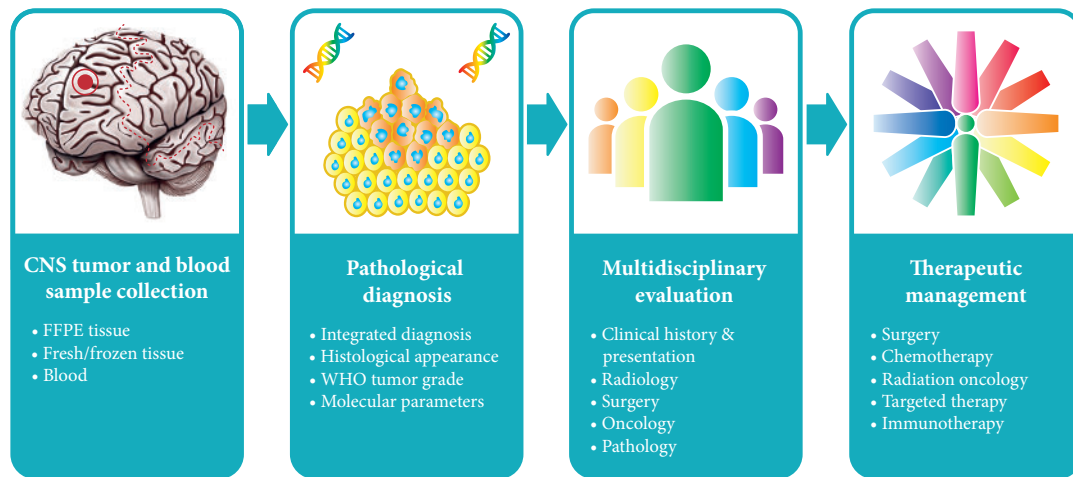 CNS tumor and blood
sample collection
• FFPE tissue
• Fresh/frozen tissue
• Blood
Pathological
diagnosis
• Integrated diagnosis
• Histological appearance
• WHO tumor grade
• Molecular parameters
Multidisciplinary
evaluation
• Clinical history &
presentation
• Radiology
• Surgery
• Oncology
• Pathology
Therapeutic
management
• Surgery
• Chemotherapy
• Radiation oncology
• Targeted therapy
• Immunotherapy